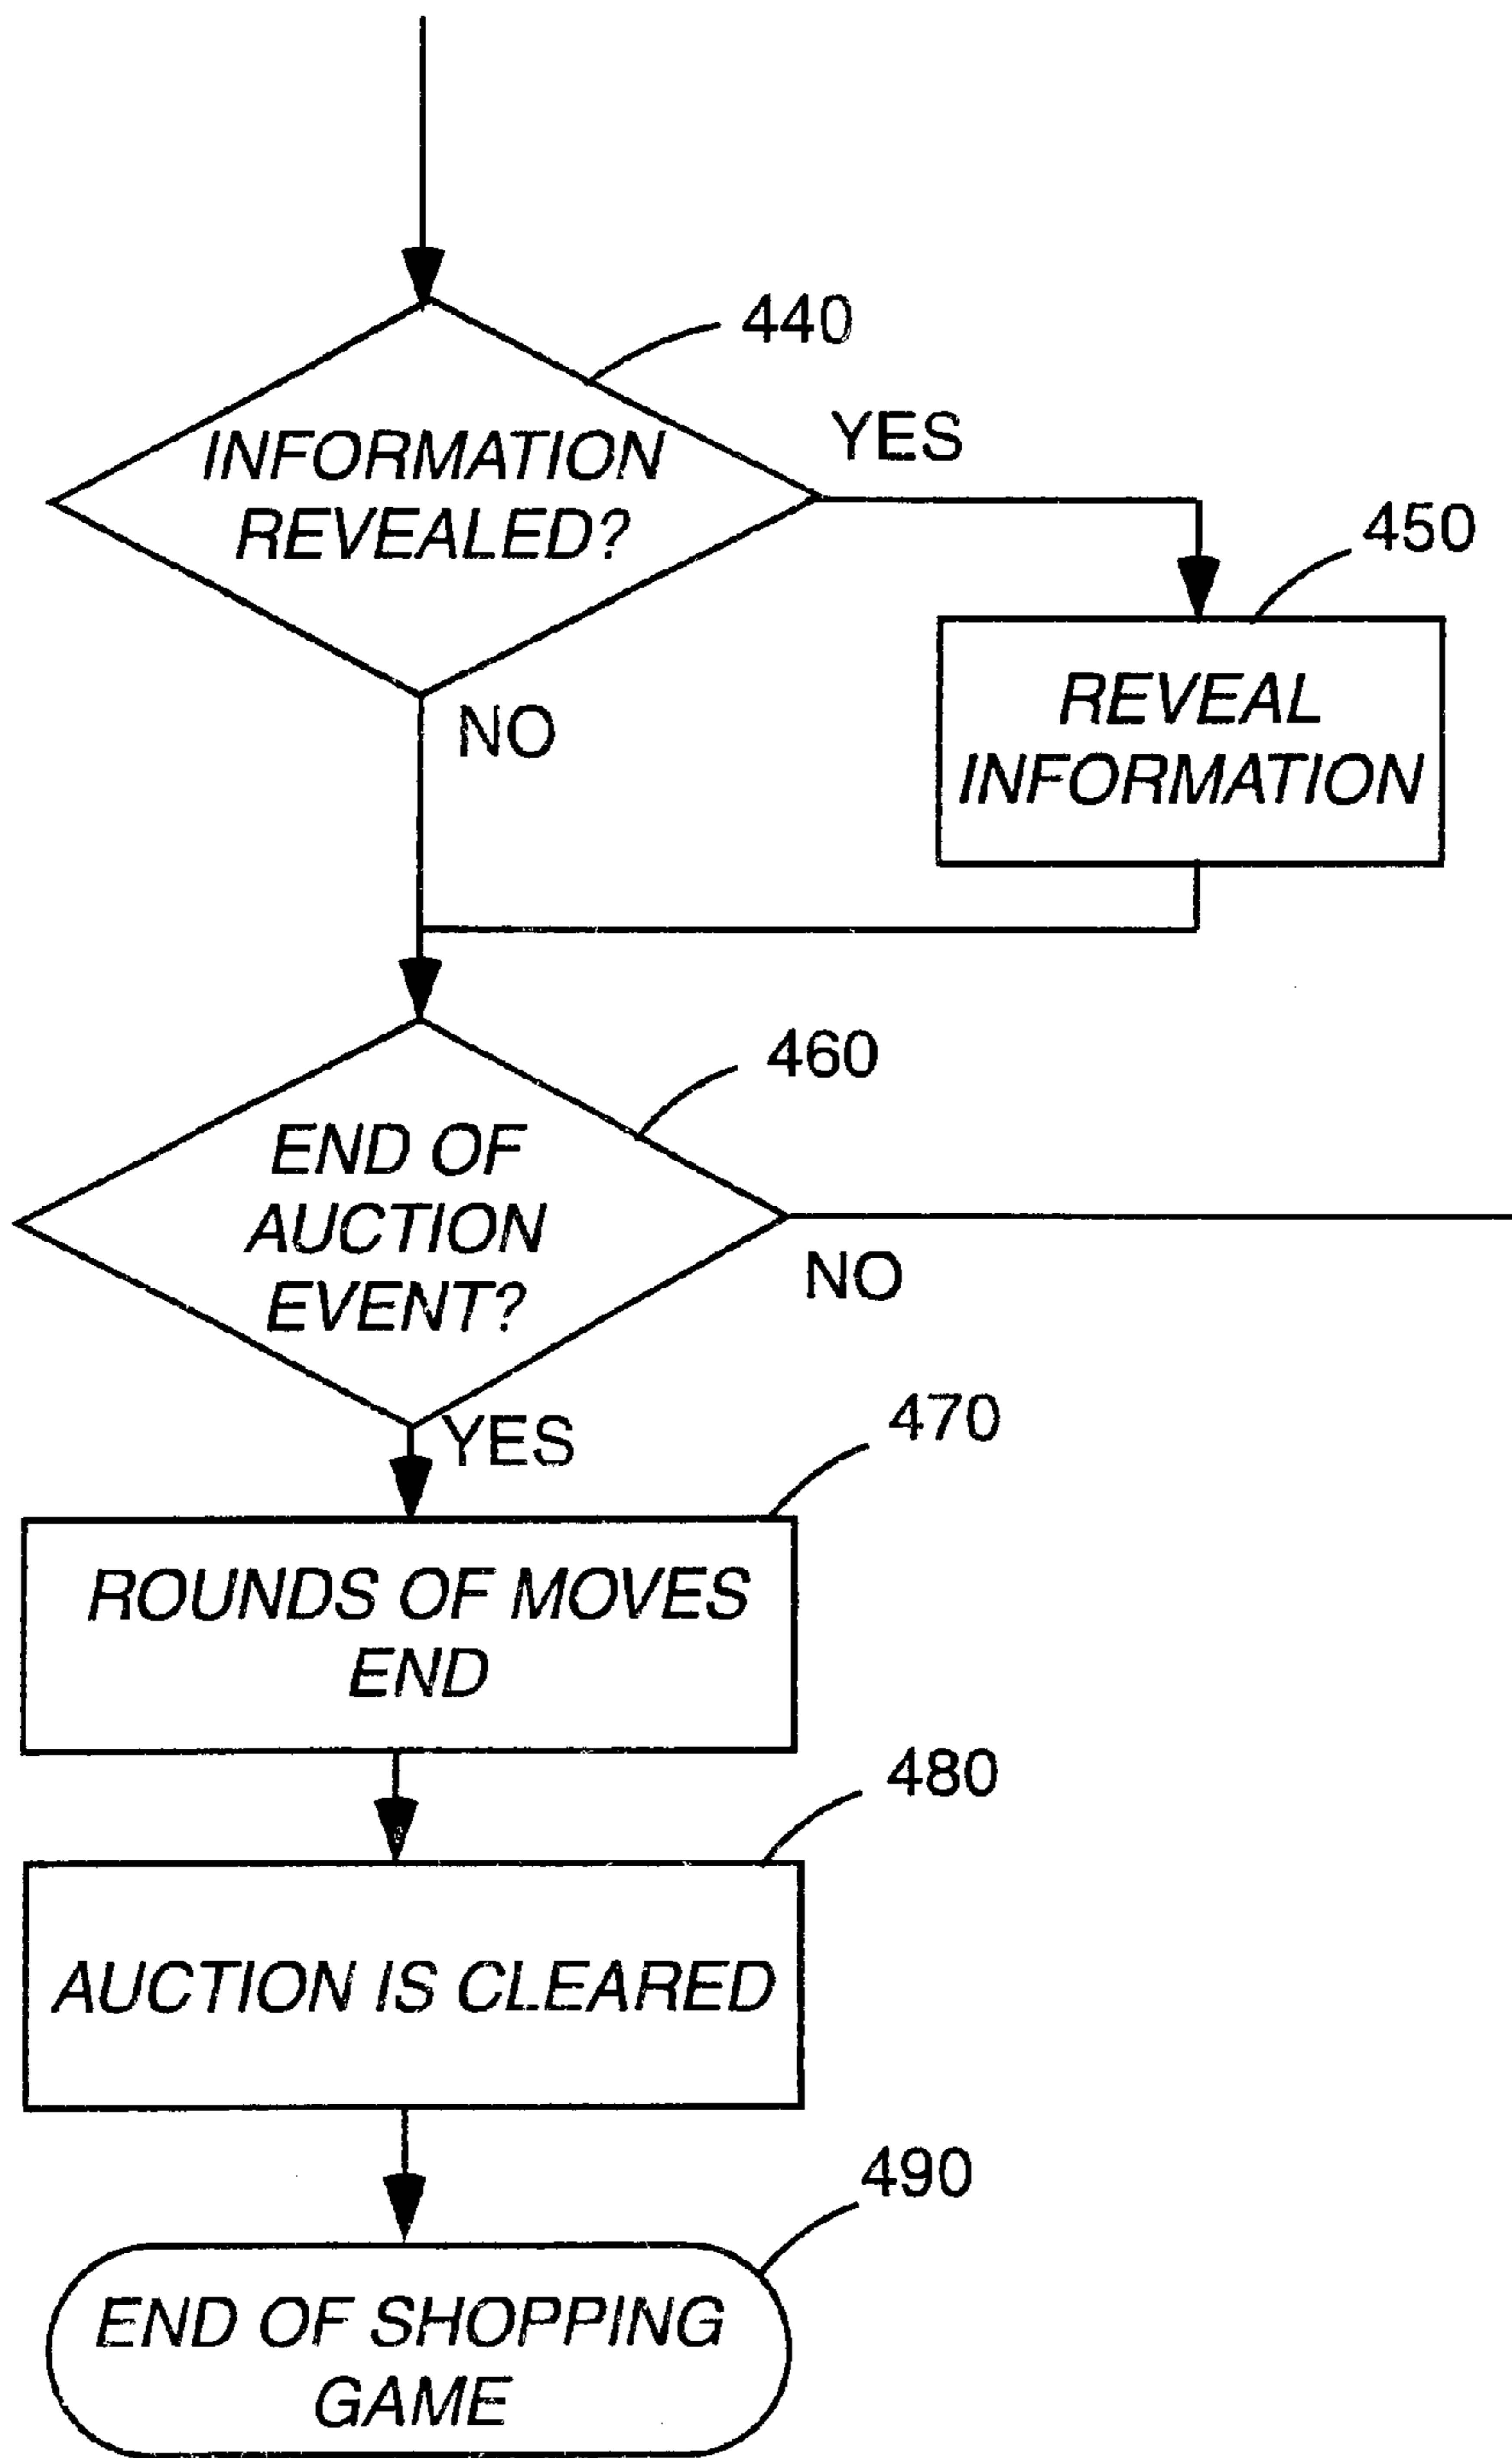 440
INFORMATION
REVEALED?
YES
450
REVEAL
INFORMATION
NO
460
END OF
AUCTION
EVENT?
NO
YES
470
ROUNDS OF MOVES
END
480
AUCTION IS CLEARED
490
END OF SHOPPING
GAME